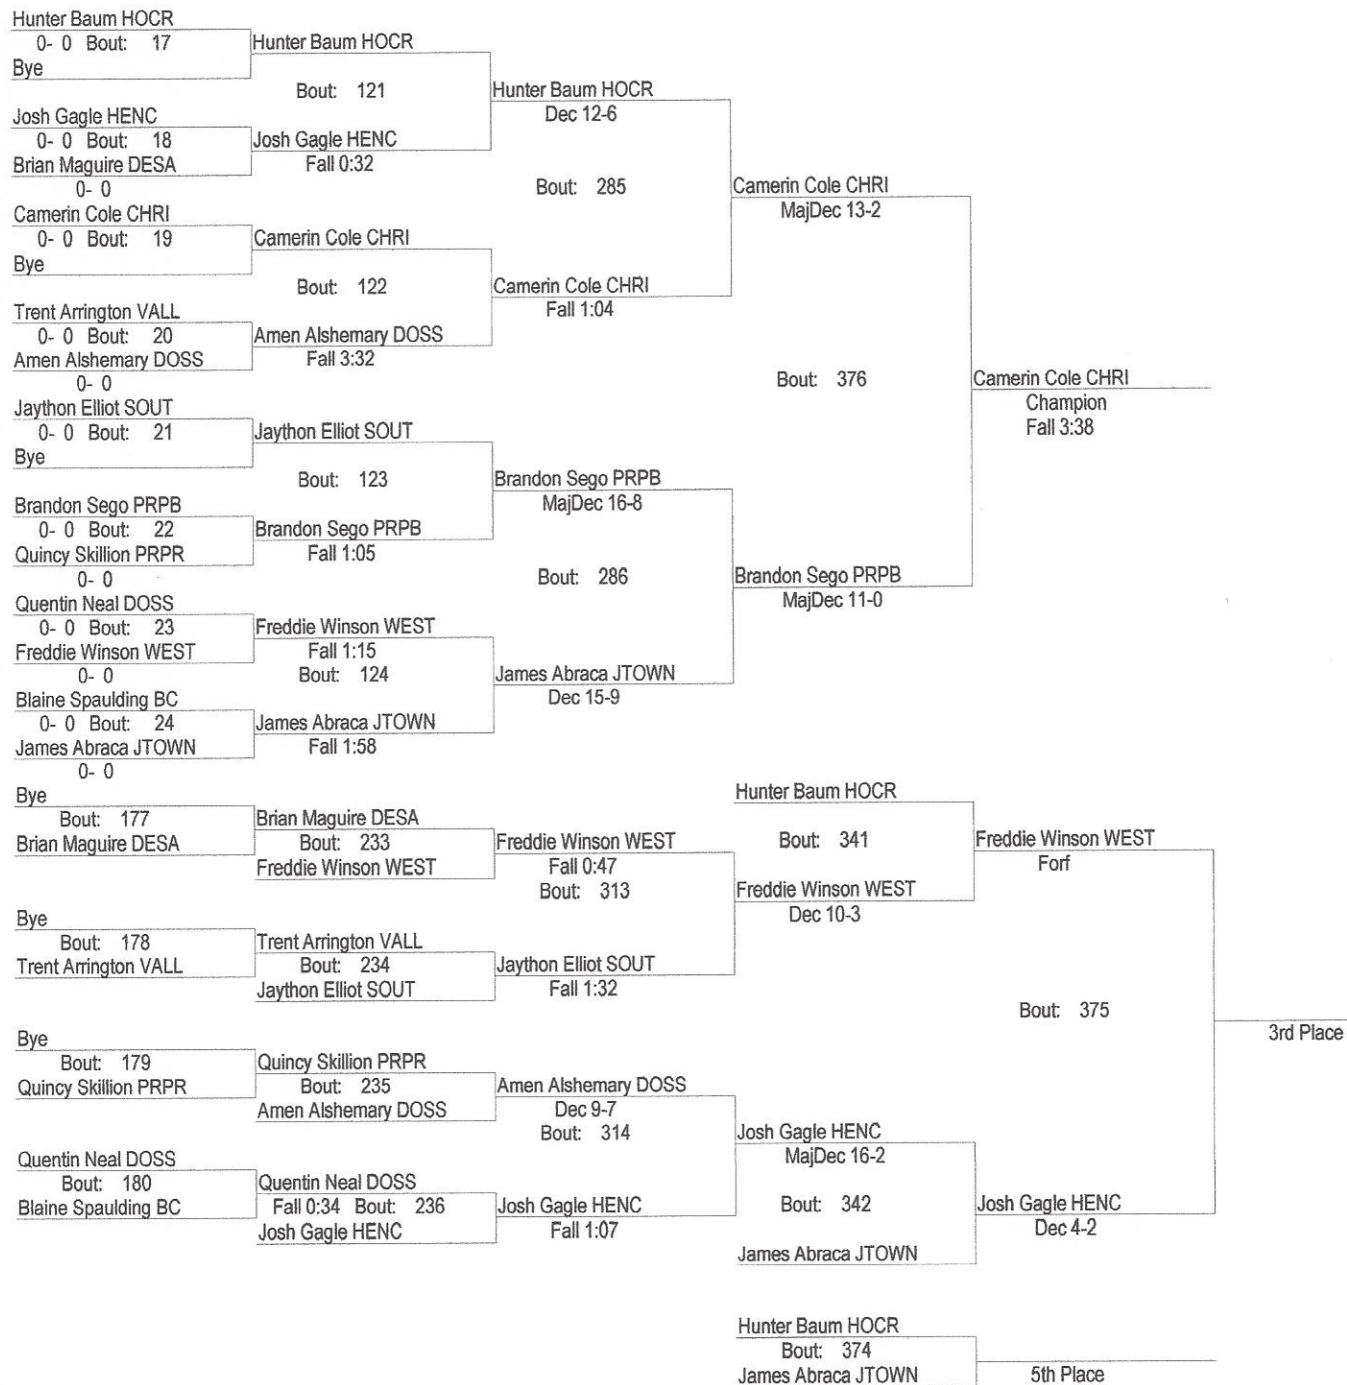 Hunter Baum HOCR
0- 0 Bout: 17
Bye
Hunter Baum HOCR
Bout: 121
Josh Gagle HENC
0- 0 Bout: 18
Brian Maguire DESA
0- 0
Josh Gagle HENC
Fall 0:32
Hunter Baum HOCR
Dec 12-6
Bout: 285
Camerin Cole CHRI
0- 0 Bout: 19
Bye
Camerin Cole CHRI
Bout: 122
Trent Arrington VALL
0- 0 Bout: 20
Amen Alshemary DOSS
0- 0
Amen Alshemary DOSS
Fall 3:32
Camerin Cole CHRI
Fall 1:04
Camerin Cole CHRI
MajDec 13-2
Bout: 376
Camerin Cole CHRI
Champion
Fall 3:38
Jaython Elliot SOUT
0- 0 Bout: 21
Bye
Jaython Elliot SOUT
Bout: 123
Brandon Sego PRPB
0- 0 Bout: 22
Quincy Skillion PRPR
0- 0
Brandon Sego PRPB
Fall 1:05
Brandon Sego PRPB
MajDec 16-8
Bout: 286
Brandon Sego PRPB
MajDec 11-0
Quentin Neal DOSS
0- 0 Bout: 23
Freddie Winson WEST
0- 0
Freddie Winson WEST
Fall 1:15
Bout: 124
Blaine Spaulding BC
0- 0 Bout: 24
James Abraca JTOWN
0- 0
James Abraca JTOWN
Fall 1:58
James Abraca JTOWN
Dec 15-9
Bye
Bout: 177
Brian Maguire DESA
Brian Maguire DESA
Bout: 233
Freddie Winson WEST
Freddie Winson WEST
Fall 0:47
Bout: 313
Bye
Bout: 178
Trent Arrington VALL
Trent Arrington VALL
Bout: 234
Jaython Elliot SOUT
Jaython Elliot SOUT
Fall 1:32
Hunter Baum HOCR
Bout: 341
Freddie Winson WEST
Dec 10-3
Freddie Winson WEST
Forf
Bout: 375
3rd Place
Bye
Bout: 179
Quincy Skillion PRPR
Quincy Skillion PRPR
Bout: 235
Amen Alshemary DOSS
Amen Alshemary DOSS
Dec 9-7
Bout: 314
Quentin Neal DOSS
Bout: 180
Blaine Spaulding BC
Quentin Neal DOSS
Fall 0:34 Bout: 236
Josh Gagle HENC
Josh Gagle HENC
Fall 1:07
Josh Gagle HENC
MajDec 16-2
Bout: 342
James Abraca JTOWN
Josh Gagle HENC
Dec 4-2
Hunter Baum HOCR
Bout: 374
James Abraca JTOWN
5th Place